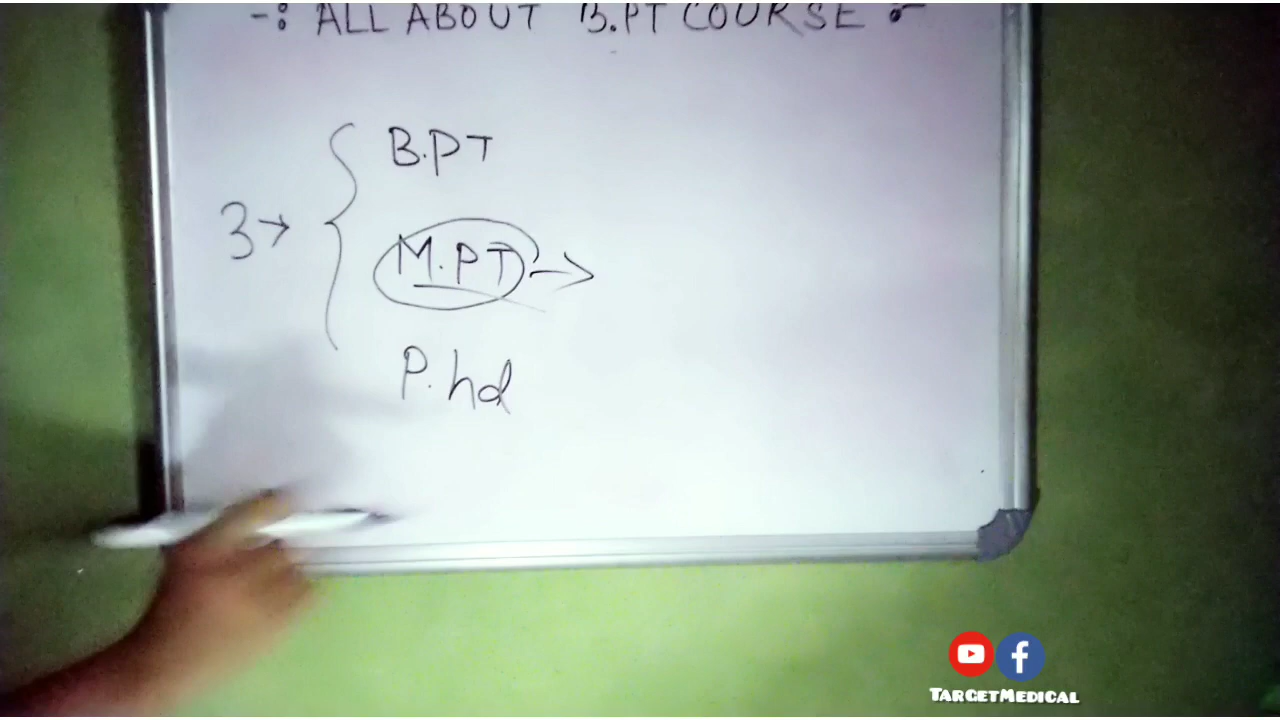 -: ALL ABOUT B.PT COURSE :-
B.PT
3→
M.PT →
P.hd
TARGETMEDICAL